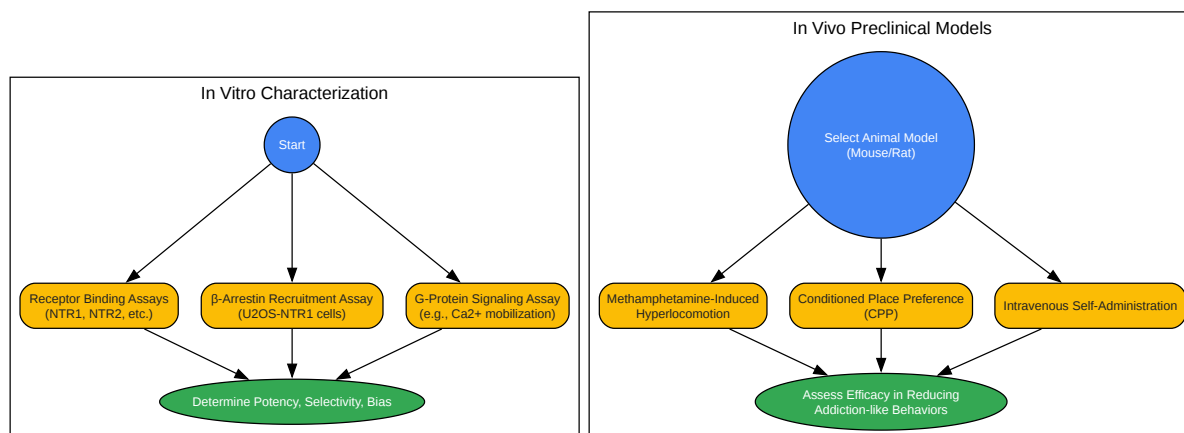 In Vitro Characterization
Start
Receptor Binding Assays
(NTR1, NTR2, etc.)
β-Arrestin Recruitment Assay
(U2OS-NTR1 cells)
G-Protein Signaling Assay
(e.g., Ca2+ mobilization)
Determine Potency, Selectivity, Bias
In Vivo Preclinical Models
Select Animal Model
(Mouse/Rat)
Methamphetamine-Induced
Hyperlocomotion
Conditioned Place Preference
(CPP)
Intravenous Self-Administration
Assess Efficacy in Reducing
Addiction-like Behaviors